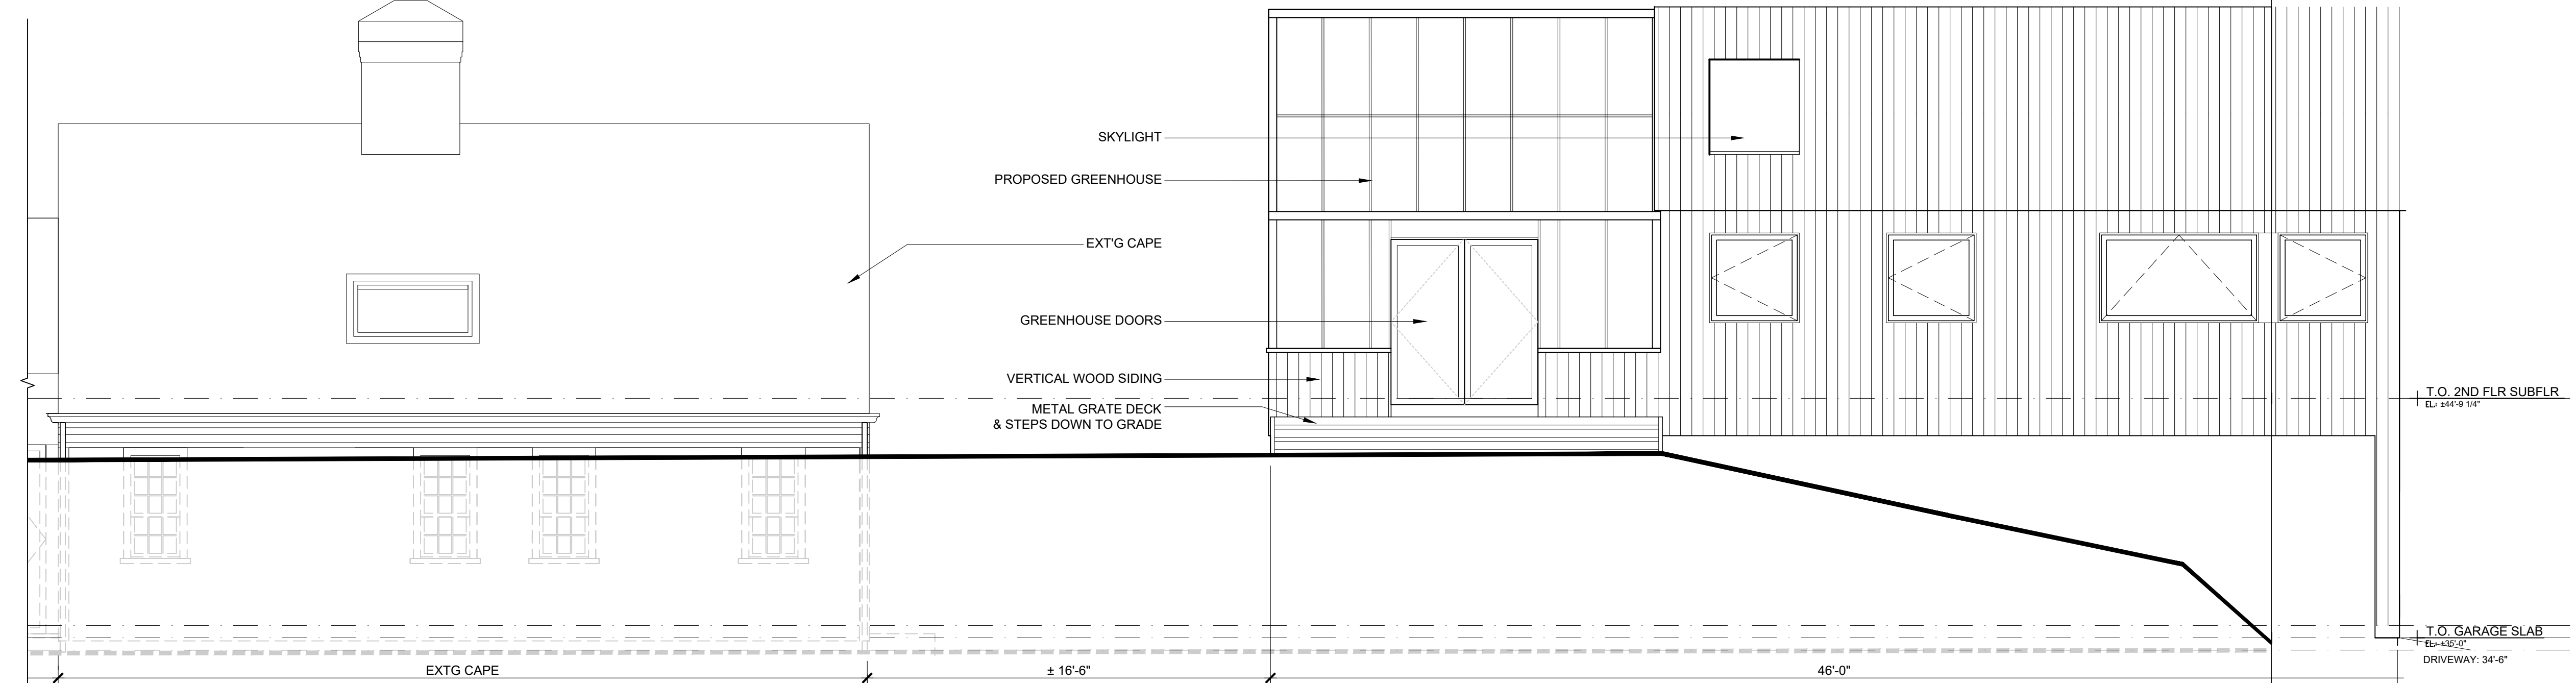 SKYLIGHT
PROPOSED GREENHOUSE
EXT'G CAPE
GREENHOUSE DOORS
VERTICAL WOOD SIDING
METAL GRATE DECK
& STEPS DOWN TO GRADE
T.O. 2ND FLR SUBFLR
EL: ±44'-9 1/4"
T.O. GARAGE SLAB
EL: ±35'-0"
DRIVEWAY: 34'-6"
EXTG CAPE
± 16'-6"
46'-0"